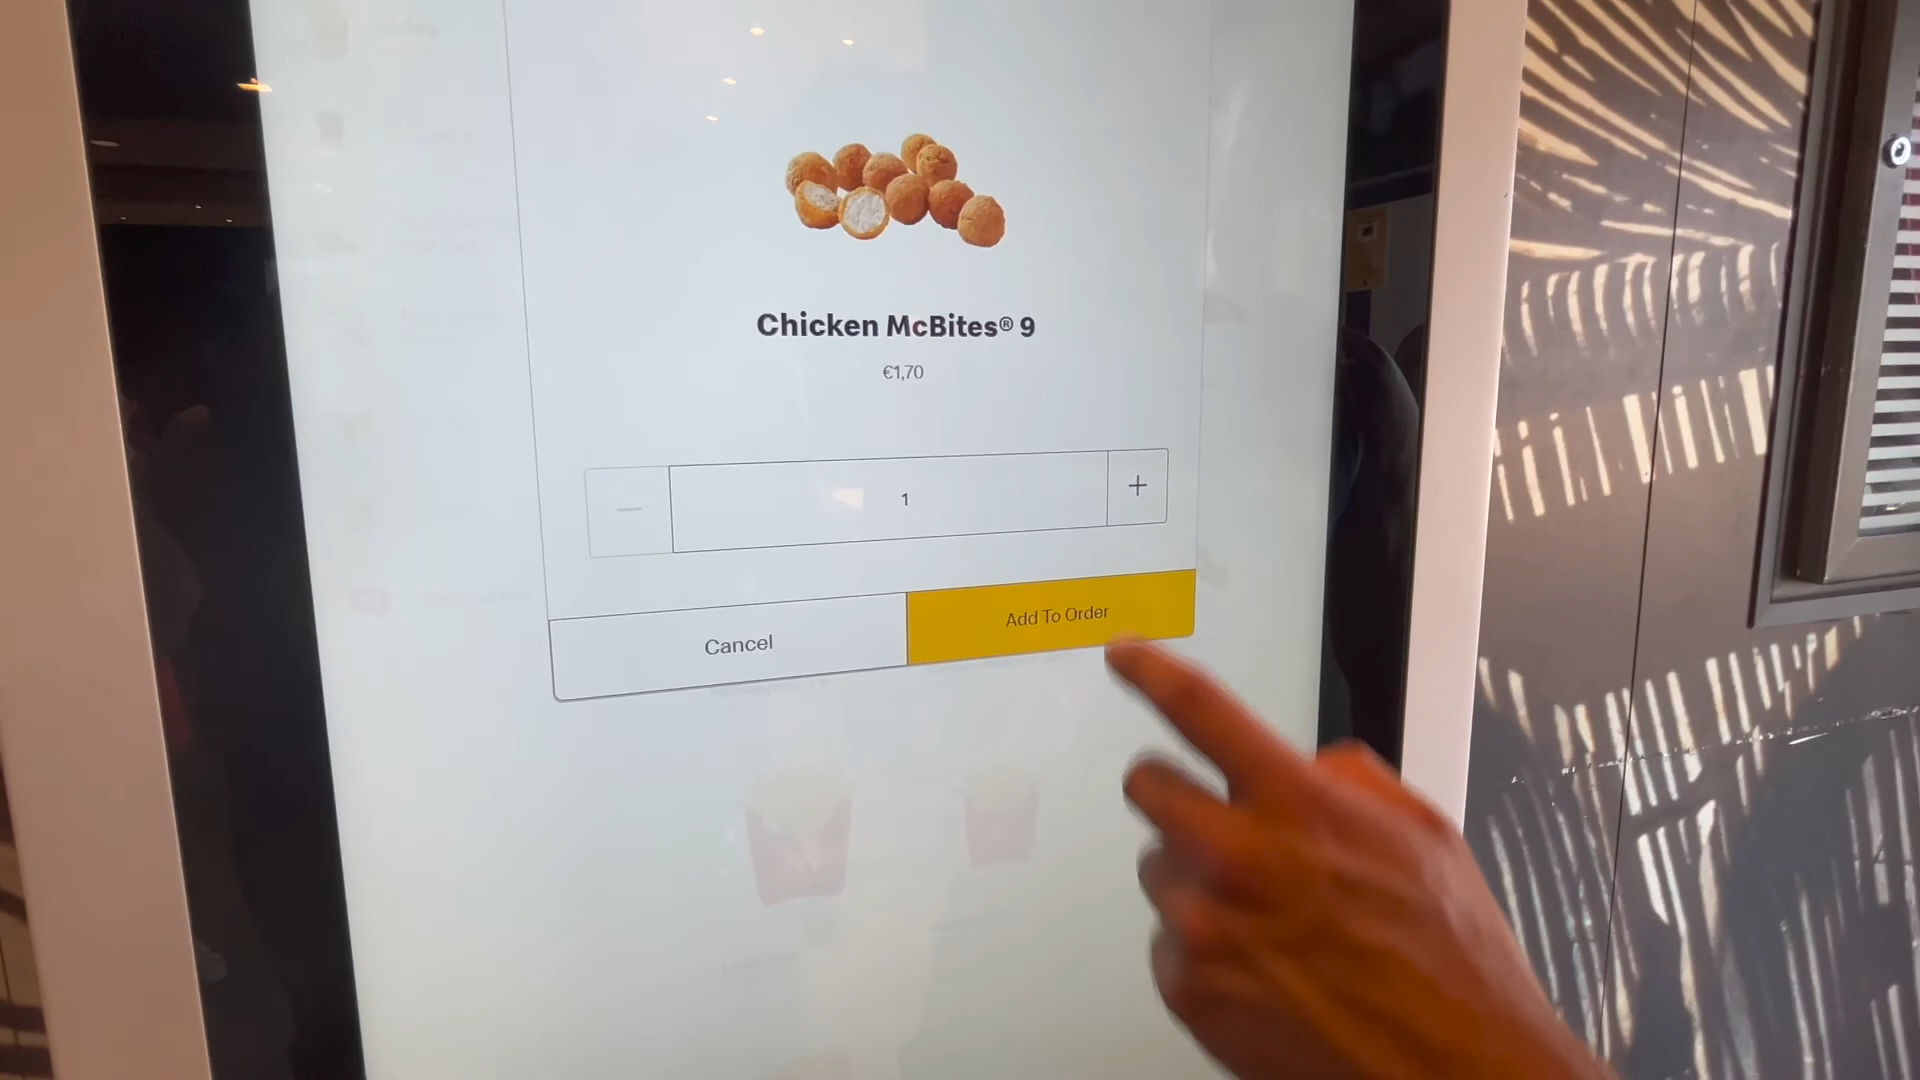 Chicken McBites® 9
€1,70
− 1 +
Cancel
Add To Order